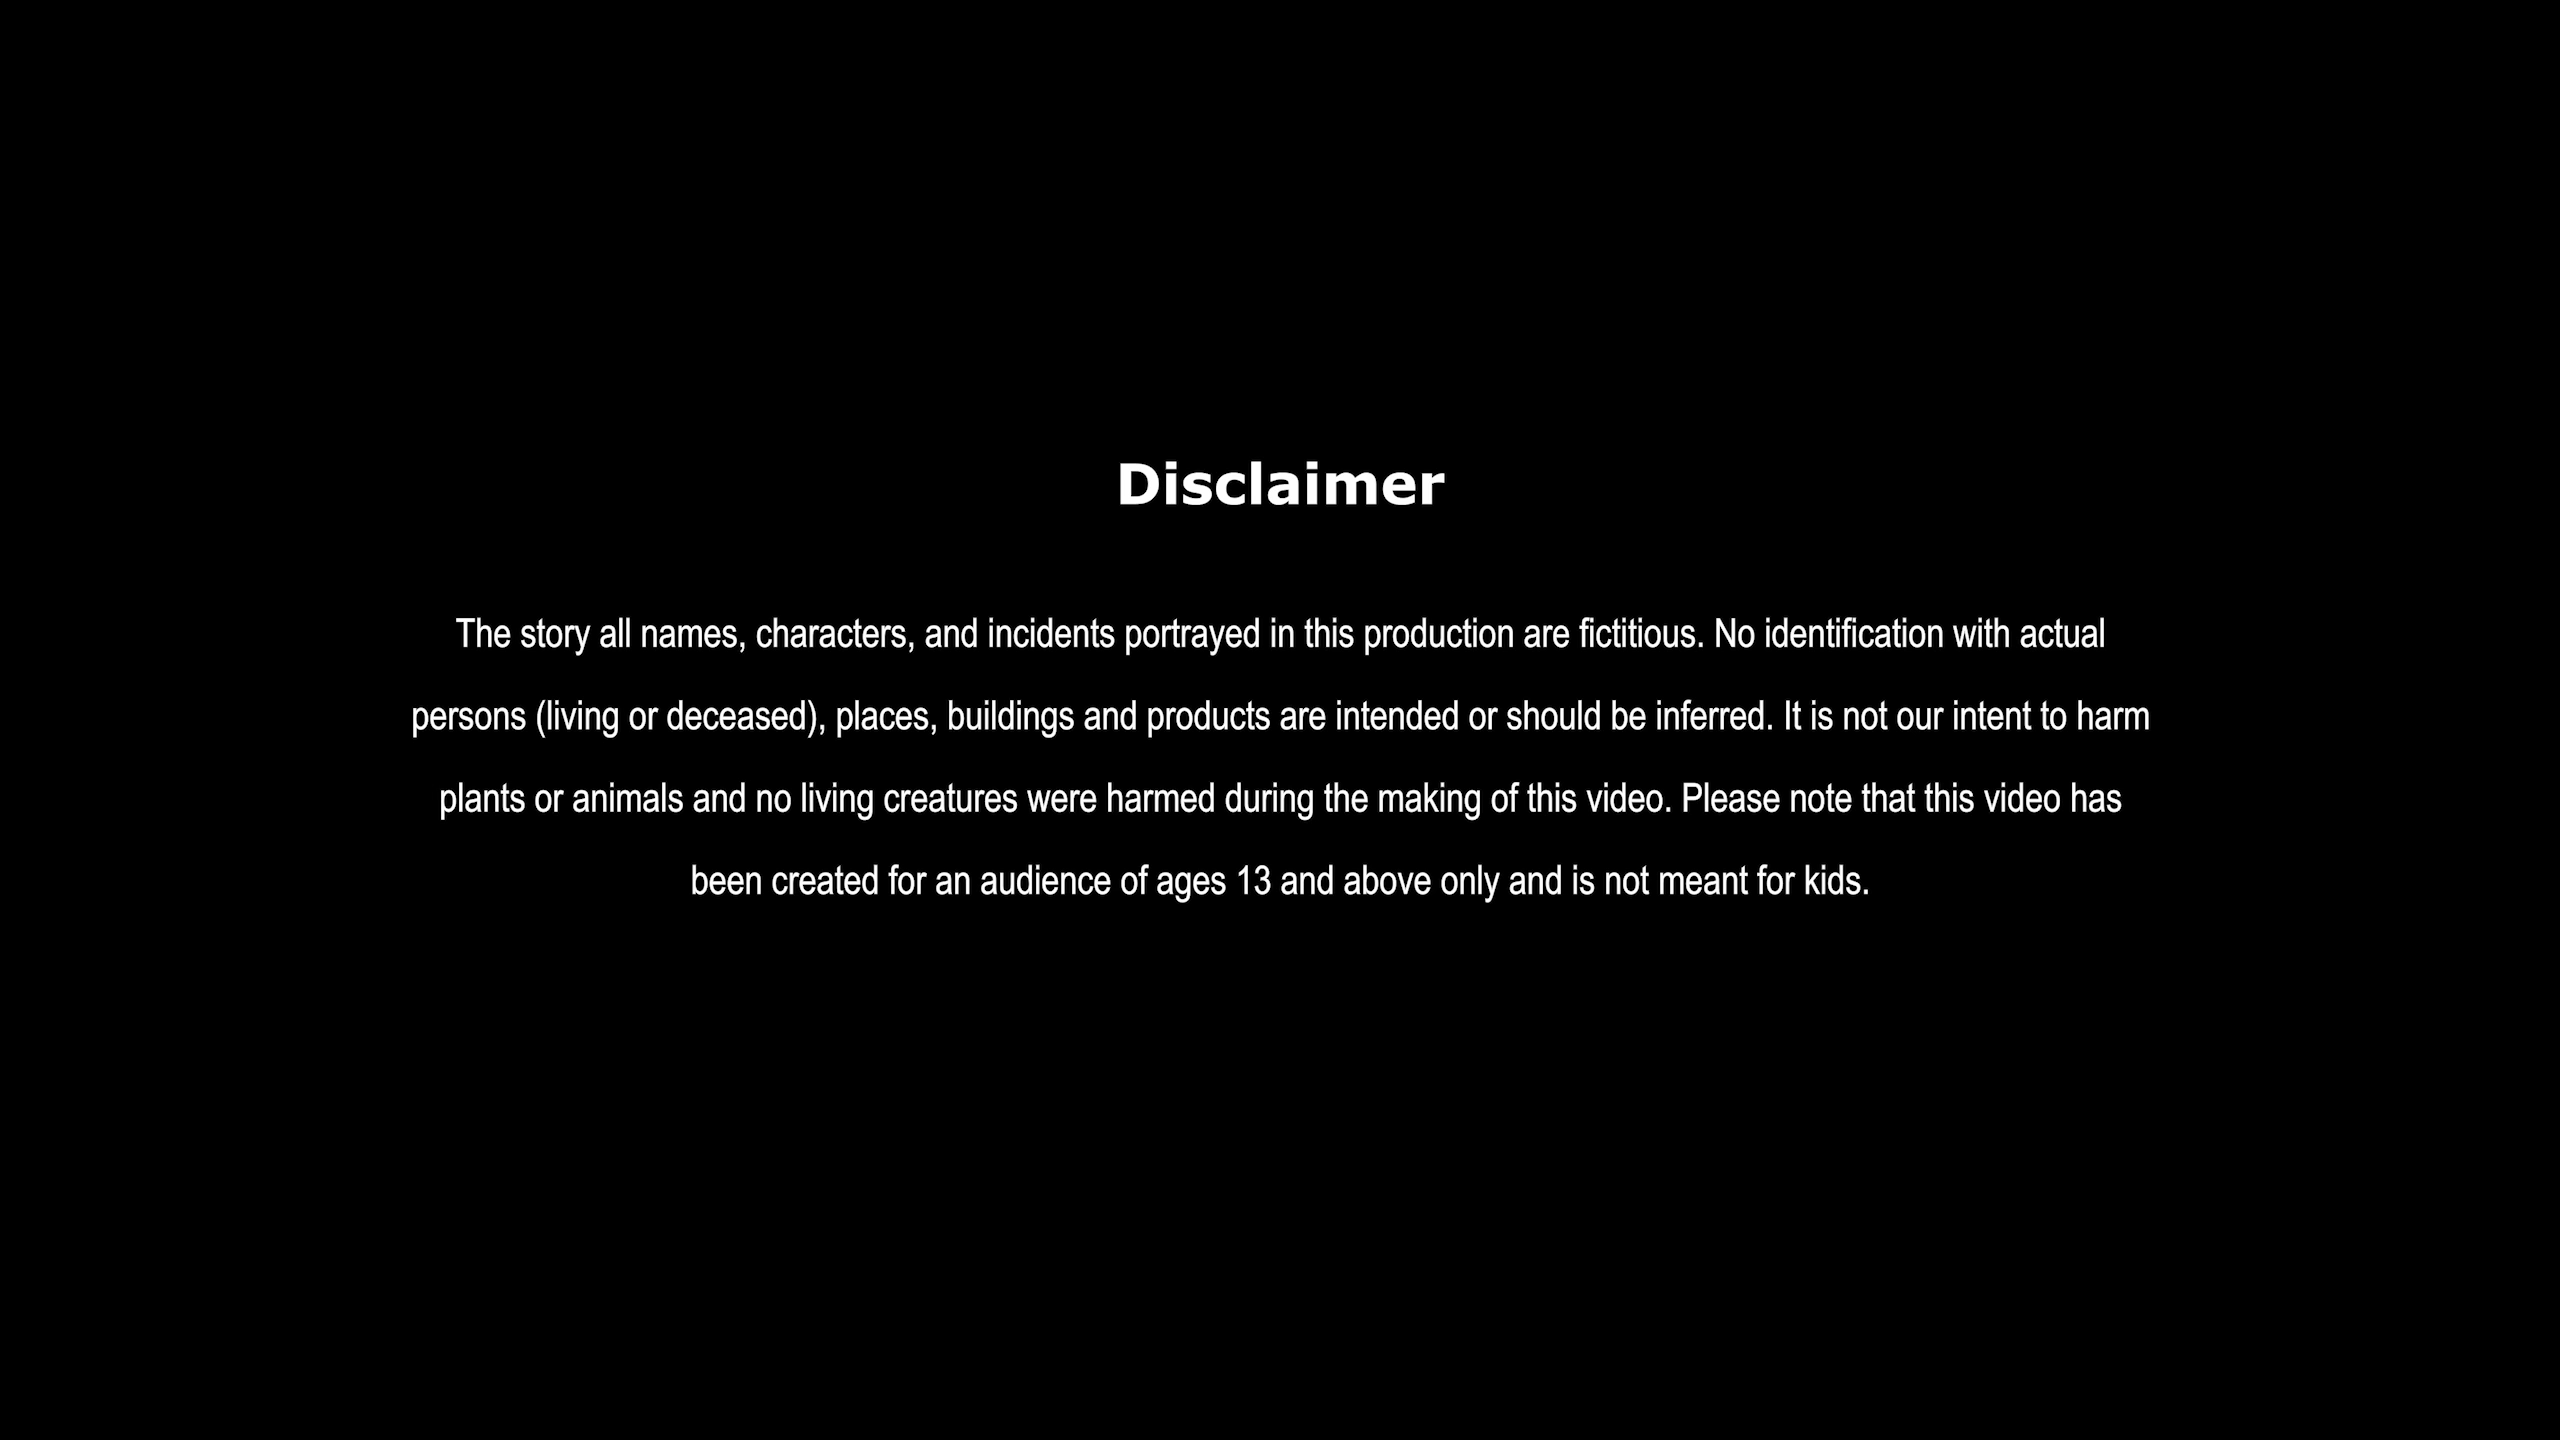 Disclaimer
The story all names, characters, and incidents portrayed in this production are fictitious. No identification with actual
persons (living or deceased), places, buildings and products are intended or should be inferred. It is not our intent to harm
plants or animals and no living creatures were harmed during the making of this video. Please note that this video has
been created for an audience of ages 13 and above only and is not meant for kids.